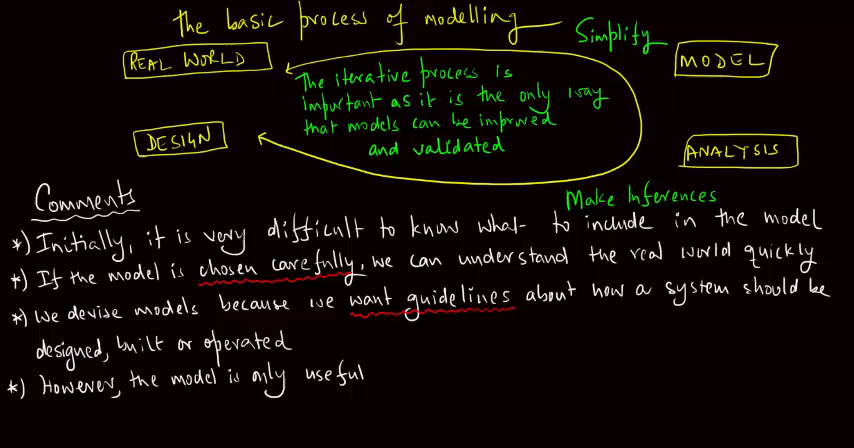 The basic process of modelling
Simplify
REAL WORLD
MODEL
The iterative process is
important as it is the only way
that models can be improved
and validated
DESIGN
ANALYSIS
Make Inferences
Comments
*) Initially, it is very difficult to know what to include in the model
*) If the model is chosen carefully, we can understand the real world quickly
*) We devise models because we want guidelines about how a system should be
designed, built or operated
*) However, the model is only useful